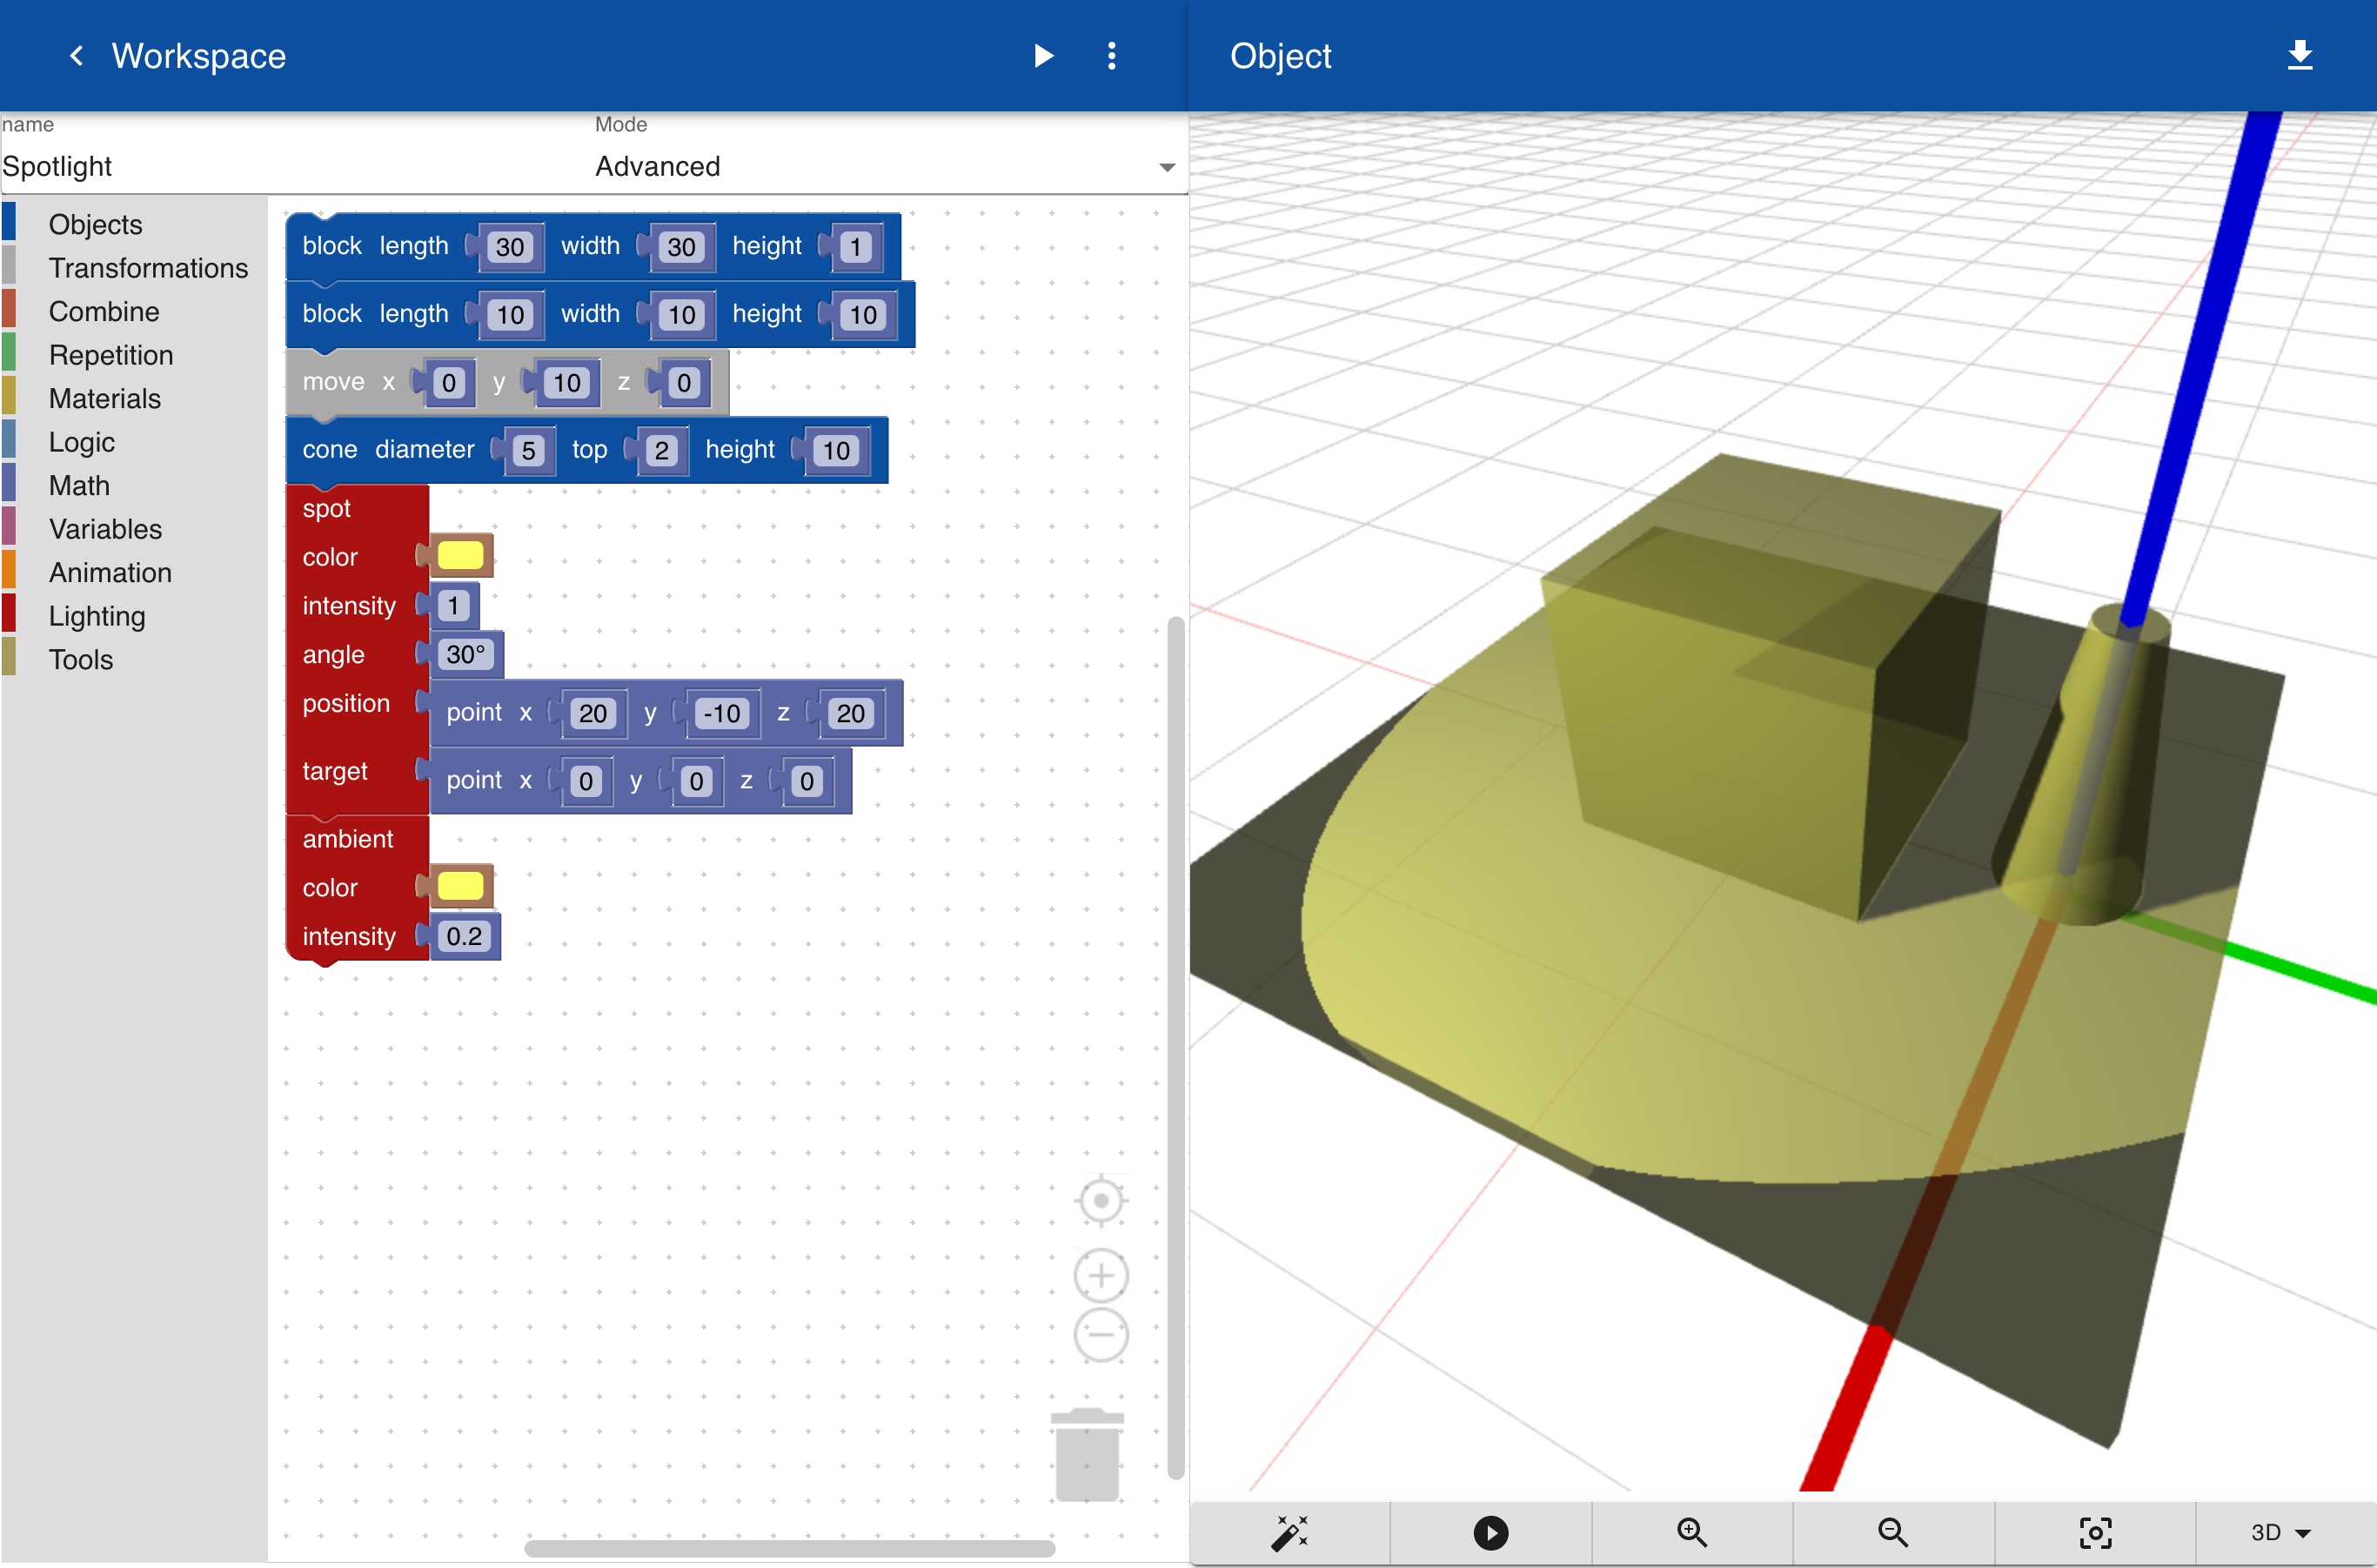 Workspace
Object
name
Mode
Spotlight
Advanced
Objects
Transformations
Combine
Repetition
Materials
Logic
Math
Variables
Animation
Lighting
Tools
block length 30 width 30 height 1
block length 10 width 10 height 10
move x 0 y 10 z 0
cone diameter 5 top 2 height 10
spot
color
intensity 1
angle 30°
position point x 20 y -10 z 20
target point x 0 y 0 z 0
ambient
color
intensity 0.2
3D